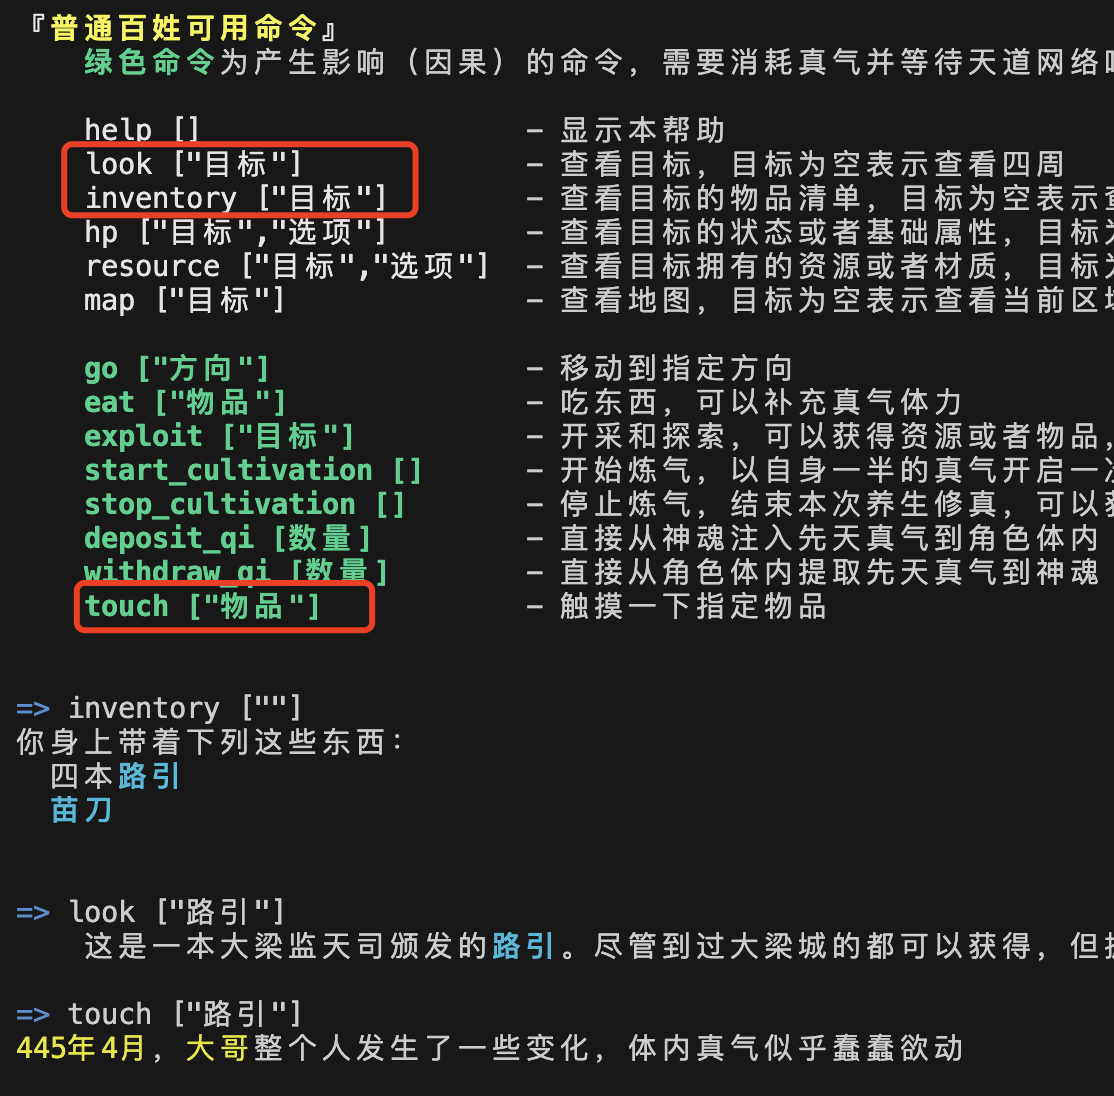 『普通百姓可用命令』
绿色命令为产生影响（因果）的命令，需要消耗真气并等待天道网络
help [] – 显示本帮助
look ["目标"] – 查看目标，目标为空表示查看四周
inventory ["目标"] – 查看目标的物品清单，目标为空表示
hp ["目标","选项"] – 查看目标的状态或者基础属性，目标
resource ["目标","选项"] – 查看目标拥有的资源或者材质，目标
map ["目标"] – 查看地图，目标为空表示查看当前区
go ["方向"] – 移动到指定方向
eat ["物品"] – 吃东西，可以补充真气体力
exploit ["目标"] – 开采和探索，可以获得资源或者物品，
start_cultivation [] – 开始炼气，以自身一半的真气开启一
stop_cultivation [] – 停止炼气，结束本次养生修真，可以
deposit_qi [数量] – 直接从神魂注入先天真气到角色体内
withdraw_qi [数量] – 直接从角色体内提取先天真气到神魂
touch ["物品"] – 触摸一下指定物品
=> inventory [""]
你身上带着下列这些东西：
四本路引
苗刀
=> look ["路引"]
这是一本大梁监天司颁发的路引。尽管到过大梁城的都可以获得，但
=> touch ["路引"]
445年4月，大哥整个人发生了一些变化，体内真气似乎蠢蠢欲动